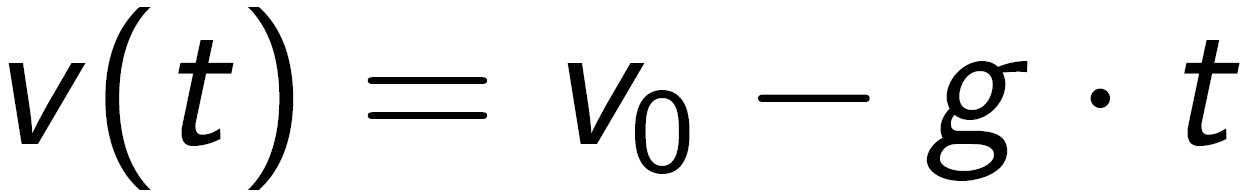 v(t) = v₀ − g · t